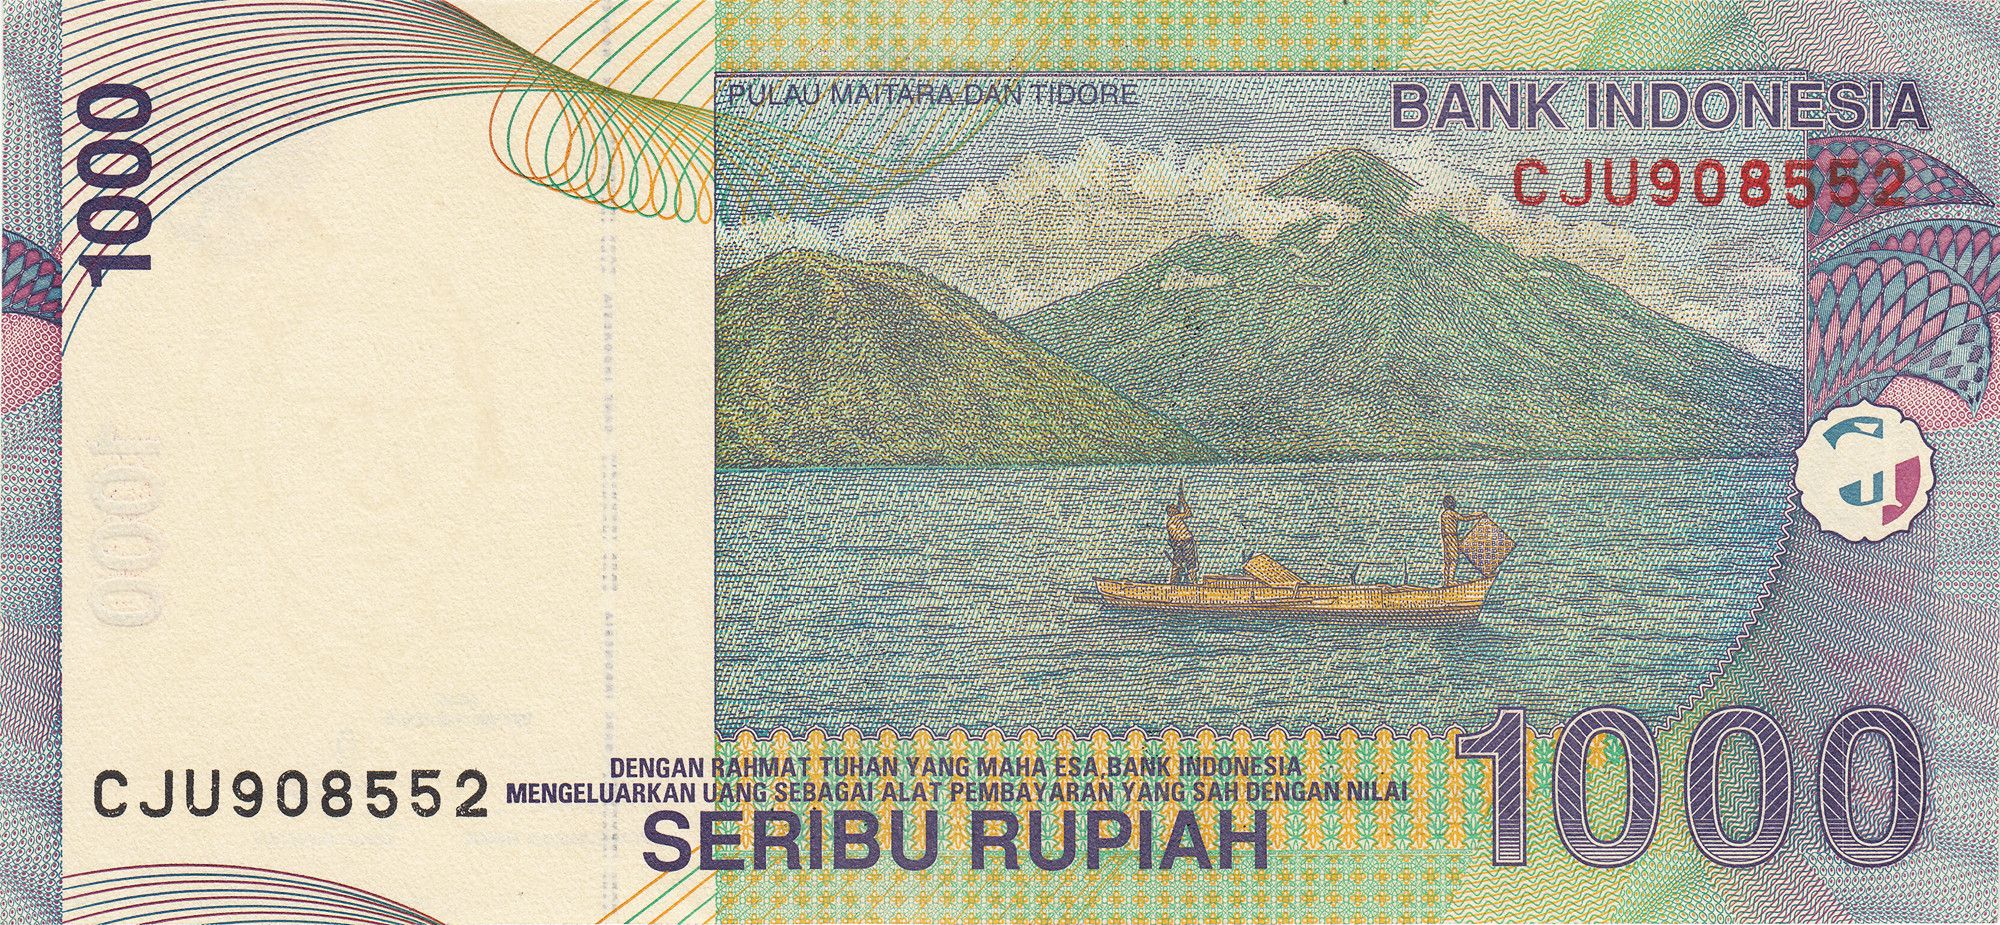 1000
PULAU MAITARA DAN TIDORE
BANK INDONESIA
CJU908552
CJU908552
DENGAN RAHMAT TUHAN YANG MAHA ESA, BANK INDONESIA
MENGELUARKAN UANG SEBAGAI ALAT PEMBAYARAN YANG SAH DENGAN NILAI
SERIBU RUPIAH
1000